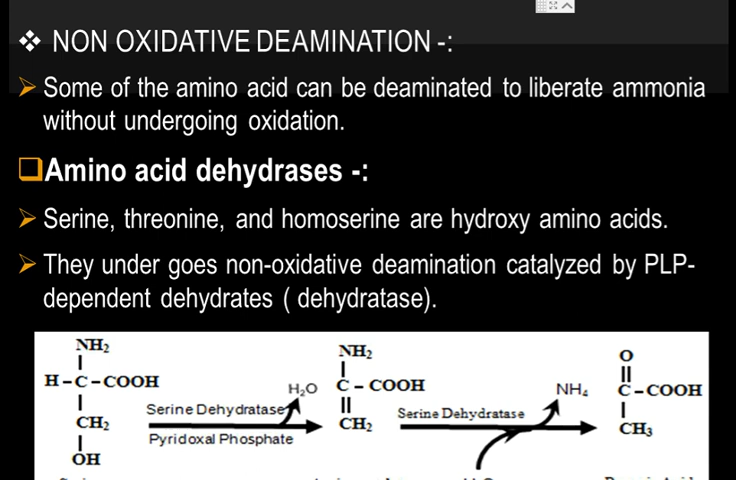 ❖ NON OXIDATIVE DEAMINATION -:
➢ Some of the amino acid can be deaminated to liberate ammonia
without undergoing oxidation.
❑Amino acid dehydrases -:
➢ Serine, threonine, and homoserine are hydroxy amino acids.
➢ They under goes non-oxidative deamination catalyzed by PLP-
dependent dehydrates ( dehydratase).
NH₂ NH₂ O
H-C-COOH H₂O C-COOH NH₄ C-COOH
Serine Dehydratase Serine Dehydratase
CH₂ Pyridoxal Phosphate CH₂ CH₃
OH